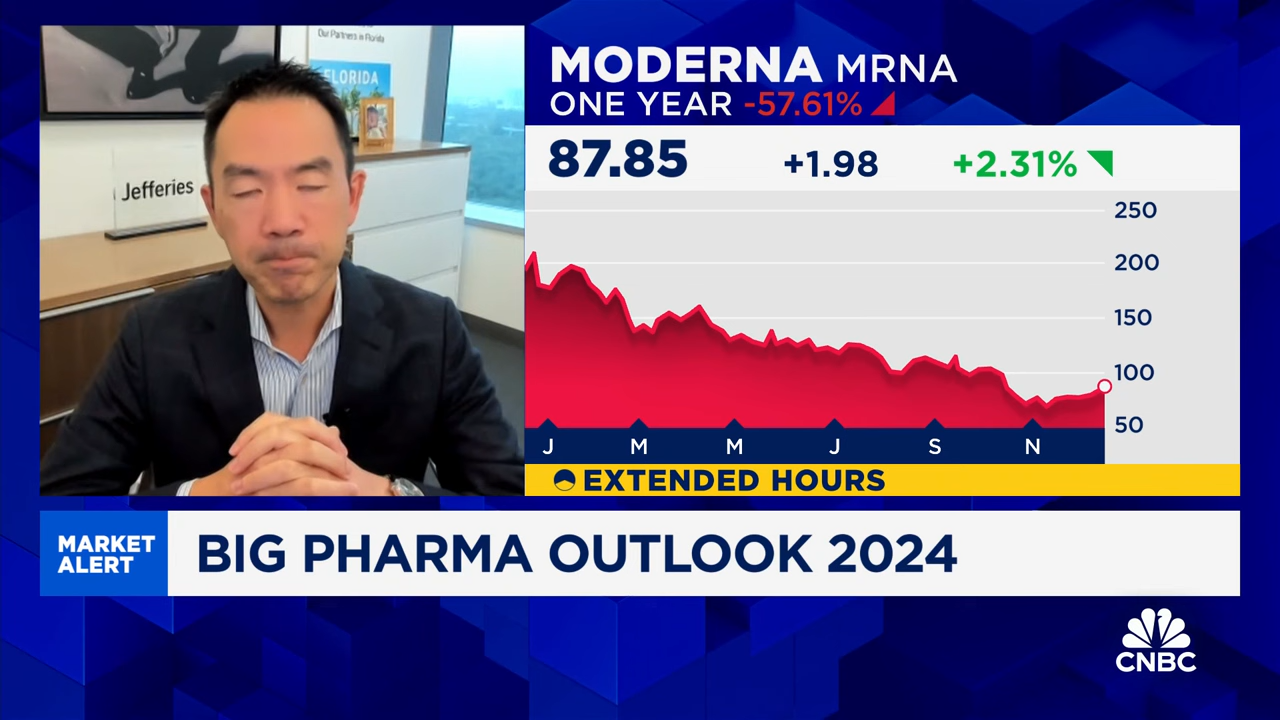 Our Partners in Florida
FLORIDA
Jefferies
MODERNA MRNA
ONE YEAR -57.61%
87.85 +1.98 +2.31%
250
200
150
100
50
J M M J S N
EXTENDED HOURS
MARKET ALERT
BIG PHARMA OUTLOOK 2024
CNBC